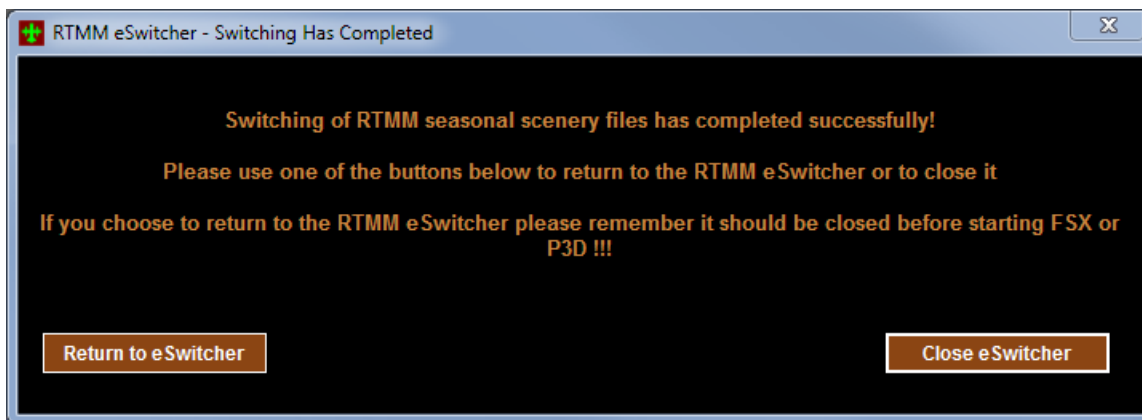 RTMM eSwitcher - Switching Has Completed
Switching of RTMM seasonal scenery files has completed successfully!
Please use one of the buttons below to return to the RTMM eSwitcher or to close it
If you choose to return to the RTMM eSwitcher please remember it should be closed before starting FSX or
P3D !!!
Return to eSwitcher
Close eSwitcher